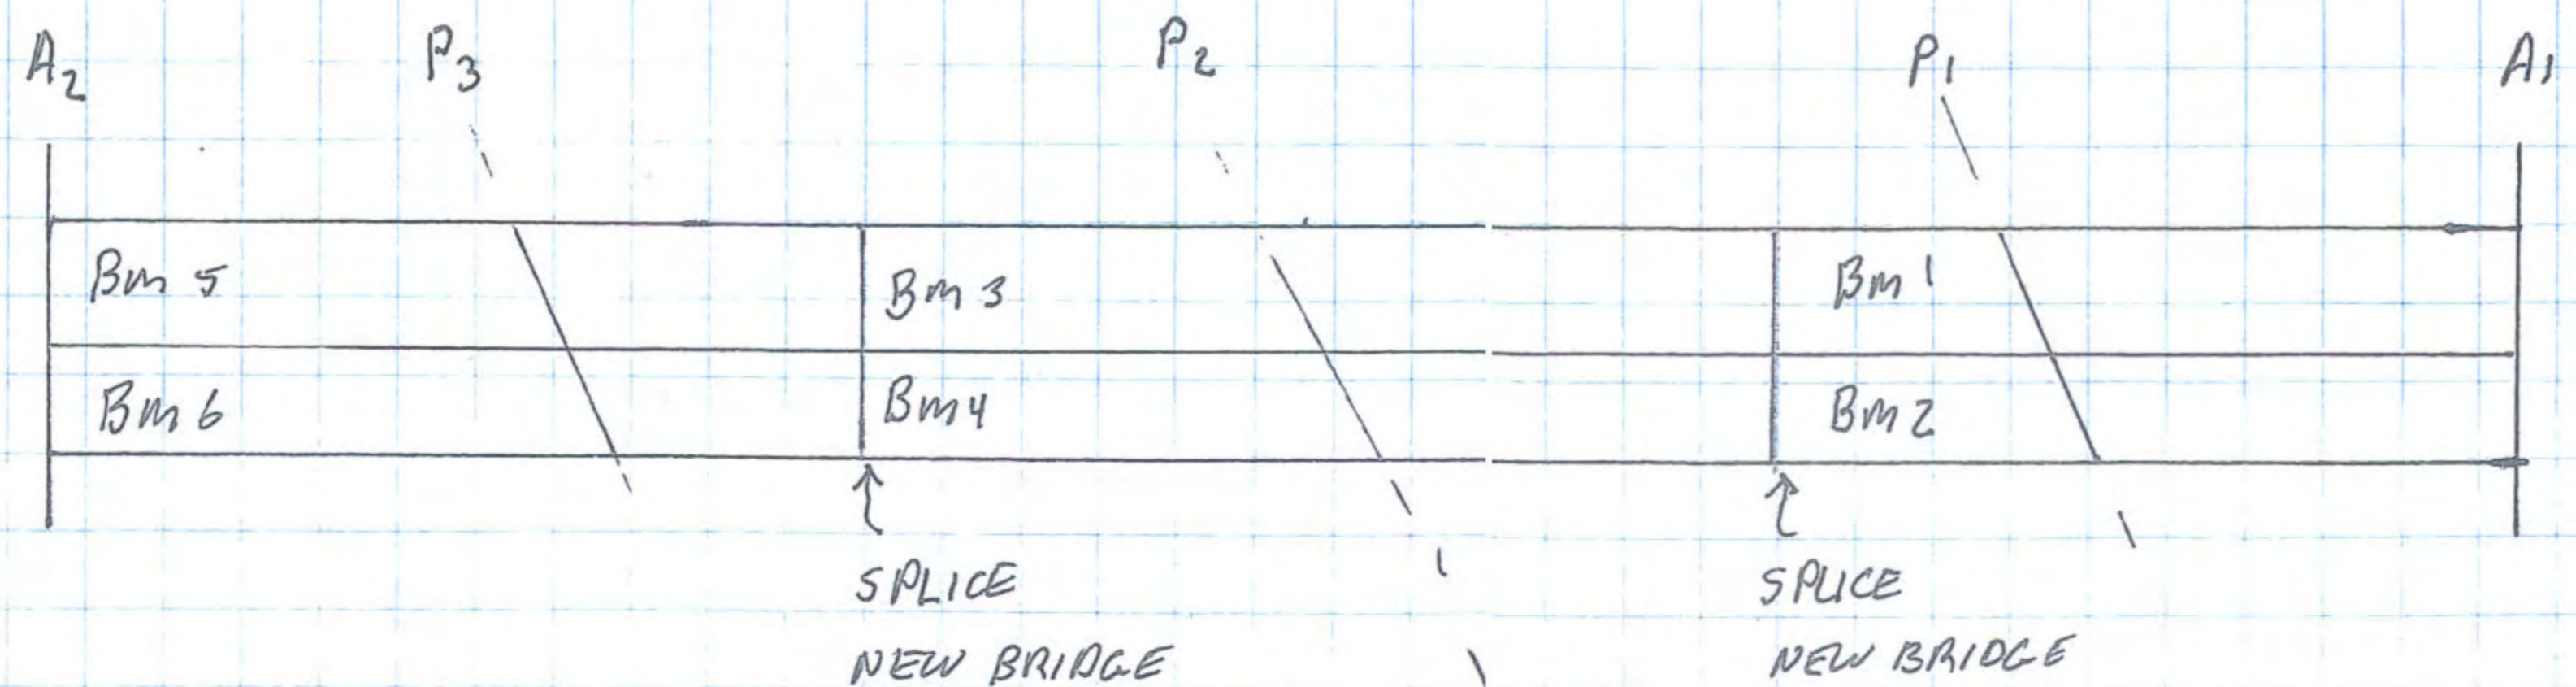 A2 P3 P2 P1 A1
Bm 5 Bm 3 Bm 1
Bm 6 Bm 4 Bm 2
SPLICE SPLICE
NEW BRIDGE NEW BRIDGE